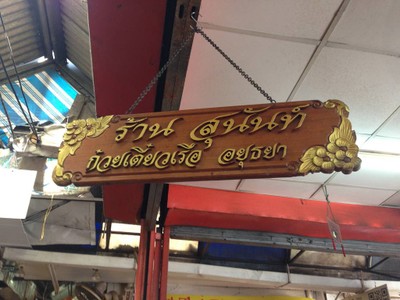 ร้าน สุนันท์
ก๋วยเตี๋ยวเรือ อยุธยา